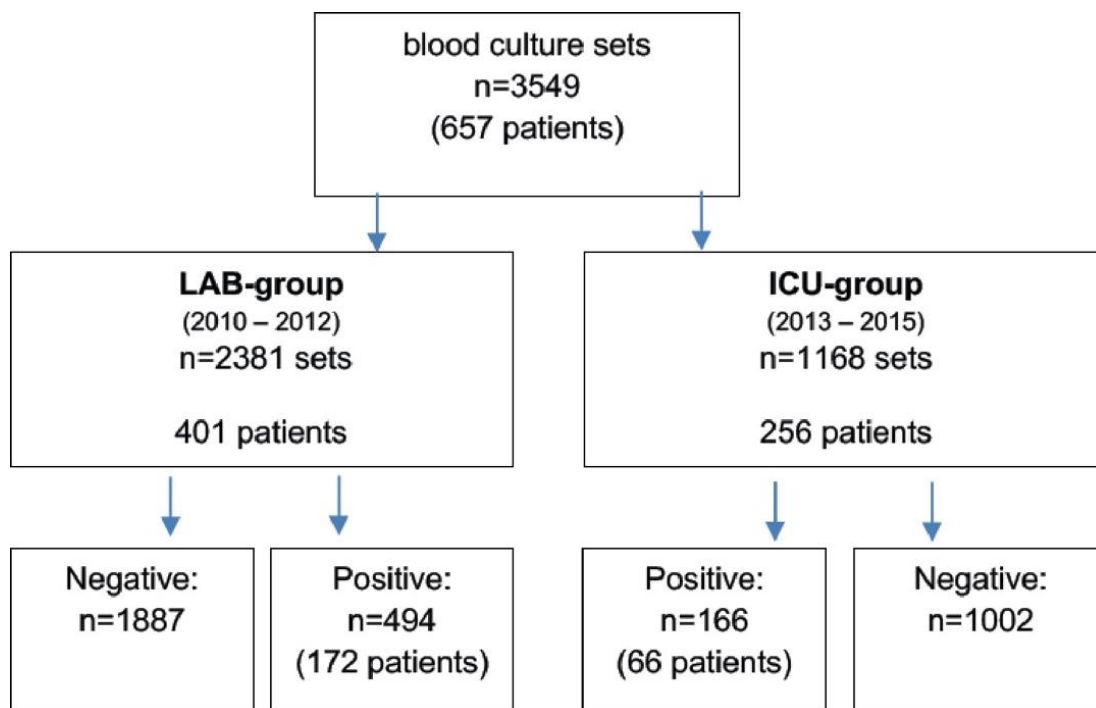 blood culture sets
n=3549
(657 patients)
LAB-group
(2010 – 2012)
n=2381 sets
401 patients
ICU-group
(2013 – 2015)
n=1168 sets
256 patients
Negative:
n=1887
Positive:
n=494
(172 patients)
Positive:
n=166
(66 patients)
Negative:
n=1002